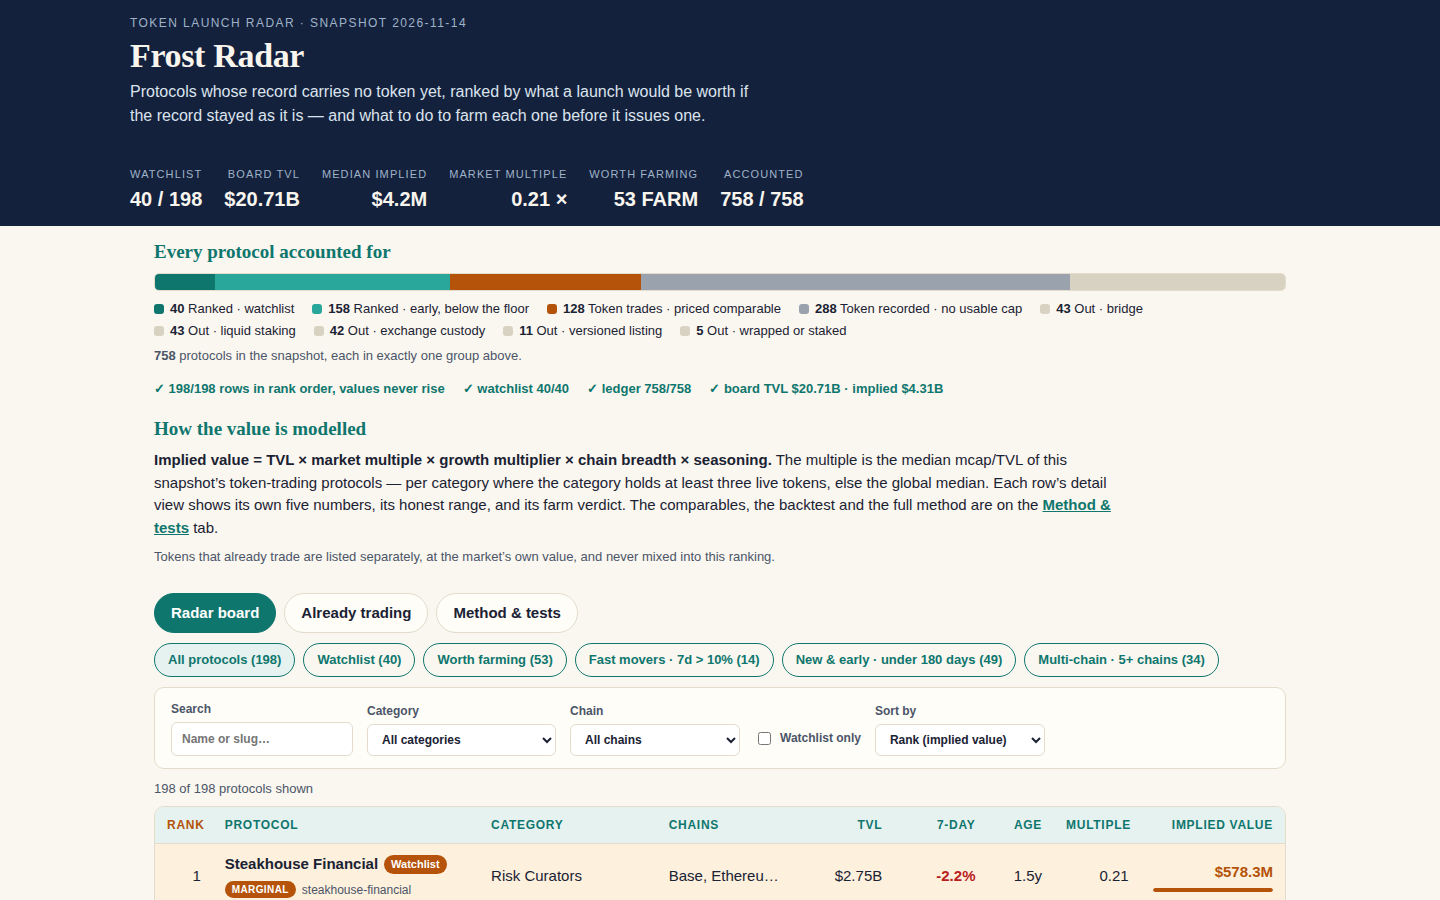 TOKEN LAUNCH RADAR · SNAPSHOT 2026-11-14
Frost Radar
Protocols whose record carries no token yet, ranked by what a launch would be worth if
the record stayed as it is — and what to do to farm each one before it issues one.
WATCHLIST BOARD TVL MEDIAN IMPLIED MARKET MULTIPLE WORTH FARMING ACCOUNTED
40 / 198 $20.71B $4.2M 0.21 × 53 FARM 758 / 758
Every protocol accounted for
40 Ranked · watchlist 158 Ranked · early, below the floor 128 Token trades · priced comparable 288 Token recorded · no usable cap 43 Out · bridge
43 Out · liquid staking 42 Out · exchange custody 11 Out · versioned listing 5 Out · wrapped or staked
758 protocols in the snapshot, each in exactly one group above.
✓ 198/198 rows in rank order, values never rise ✓ watchlist 40/40 ✓ ledger 758/758 ✓ board TVL $20.71B · implied $4.31B
How the value is modelled
Implied value = TVL × market multiple × growth multiplier × chain breadth × seasoning. The multiple is the median mcap/TVL of this
snapshot’s token-trading protocols — per category where the category holds at least three live tokens, else the global median. Each row’s detail
view shows its own five numbers, its honest range, and its farm verdict. The comparables, the backtest and the full method are on the Method &
tests tab.
Tokens that already trade are listed separately, at the market’s own value, and never mixed into this ranking.
Radar board Already trading Method & tests
All protocols (198) Watchlist (40) Worth farming (53) Fast movers · 7d > 10% (14) New & early · under 180 days (49) Multi-chain · 5+ chains (34)
Search Category Chain Sort by
Name or slug… All categories All chains Watchlist only Rank (implied value)
198 of 198 protocols shown
RANK PROTOCOL CATEGORY CHAINS TVL 7-DAY AGE MULTIPLE IMPLIED VALUE
Steakhouse Financial Watchlist
1 Risk Curators Base, Ethereu… $2.75B -2.2% 1.5y 0.21 $578.3M
MARGINAL steakhouse-financial